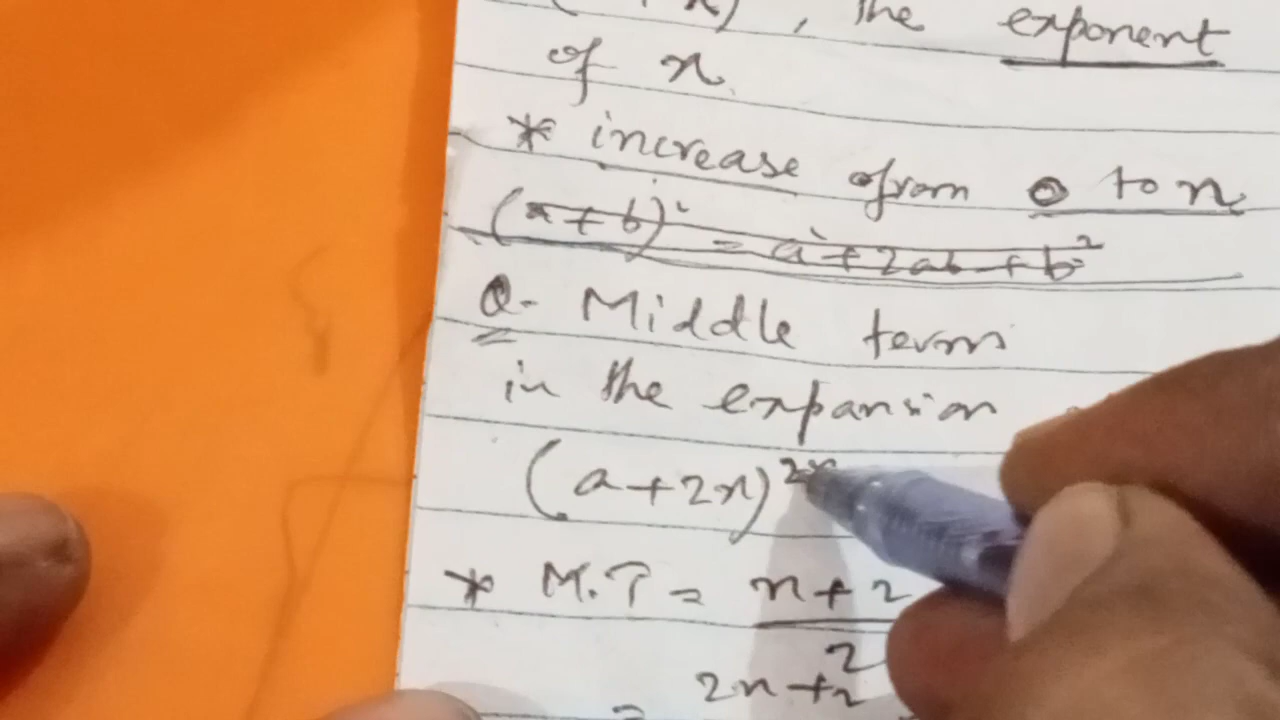 , the exponent
of x
* increase from 0 to n
(a+b)² = a²+2ab+b²
Q- Middle term
in the expansion
(a+2x)²ⁿ
* M.T = n+2
2
= 2n+2